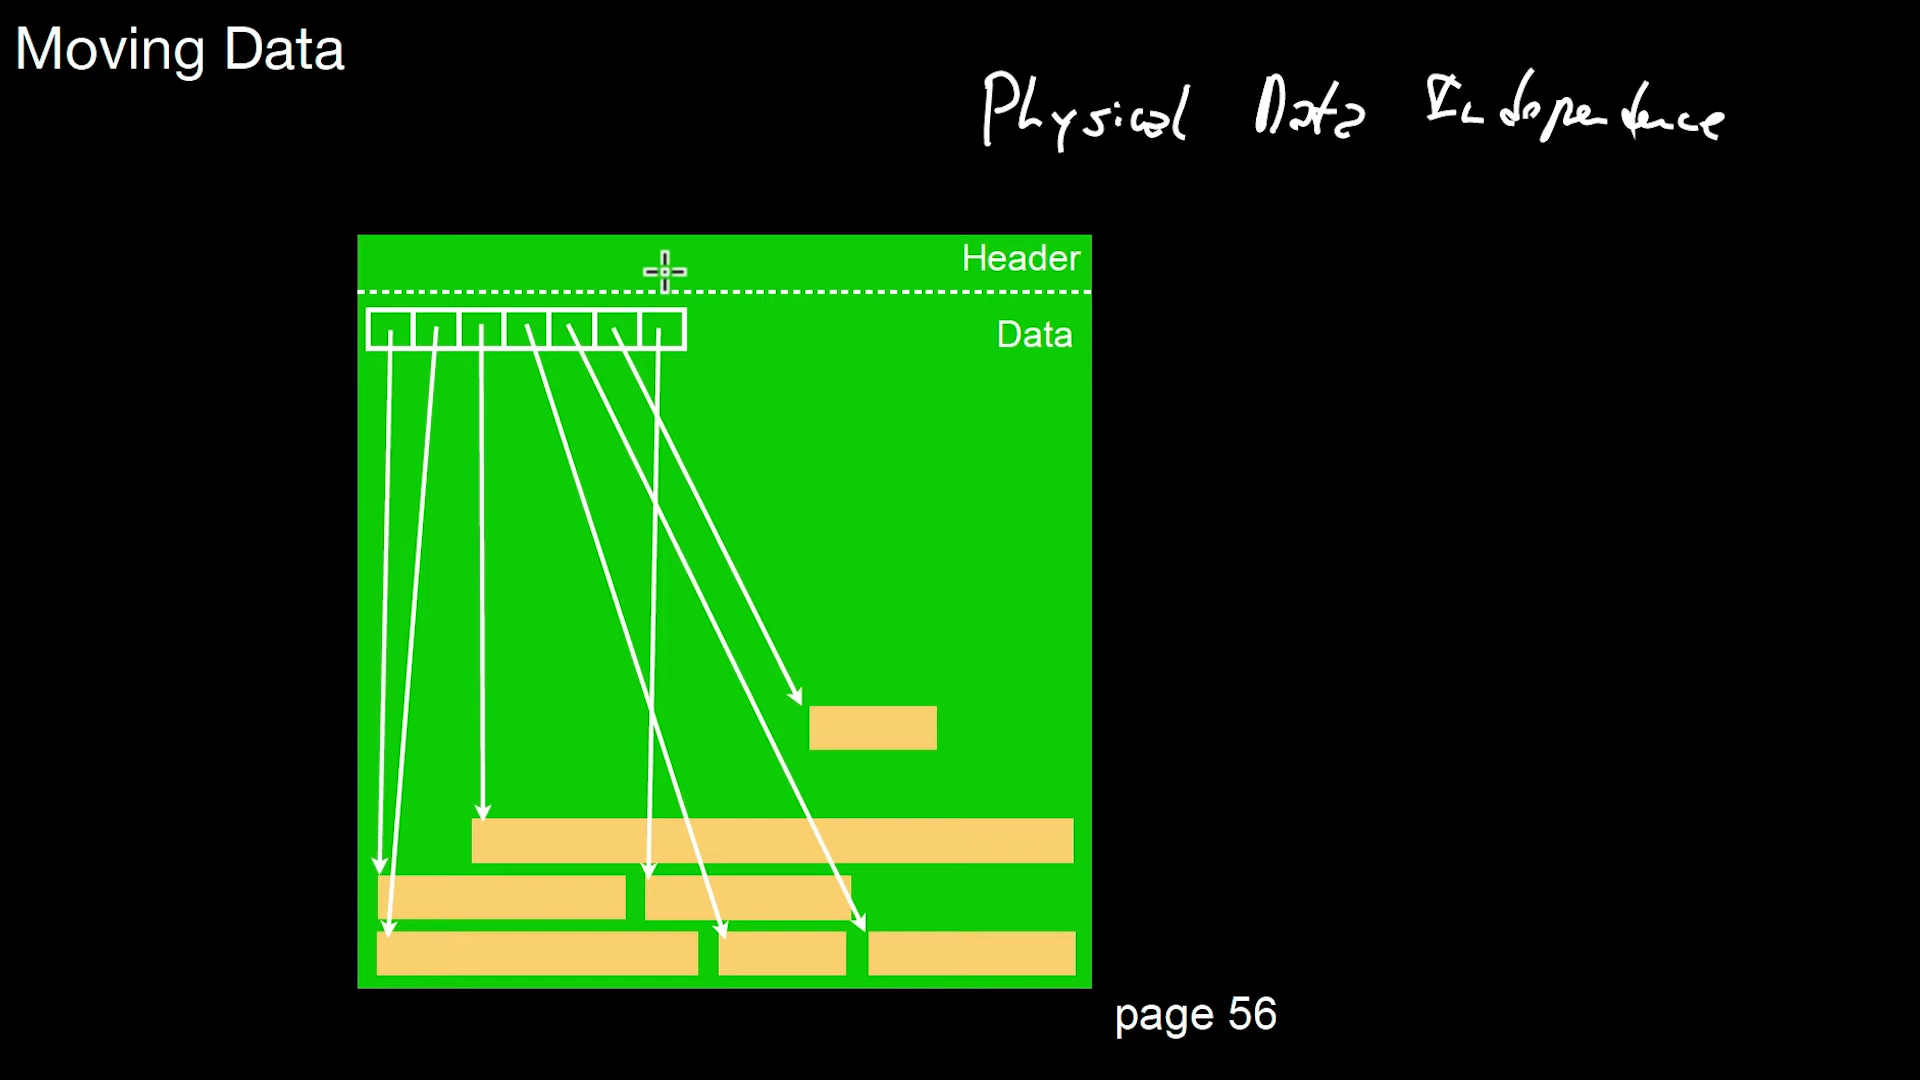 Moving Data
Physical Data Independence
Header
Data
page 56